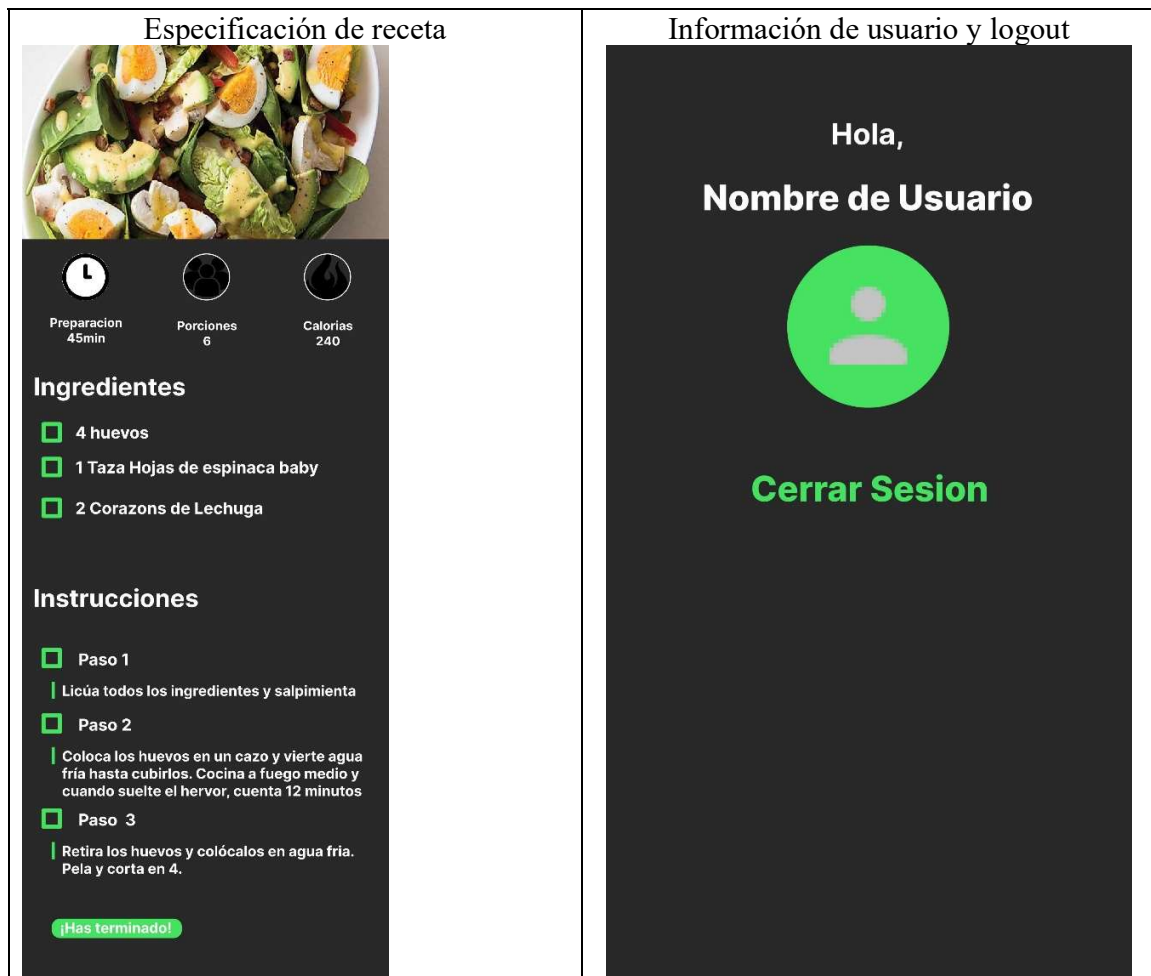 Especificación de receta
Preparacion
45min
Porciones
6
Calorias
240
Ingredientes
4 huevos
1 Taza Hojas de espinaca baby
2 Corazons de Lechuga
Instrucciones
Paso 1
Licúa todos los ingredientes y salpimienta
Paso 2
Coloca los huevos en un cazo y vierte agua
fría hasta cubirlos. Cocina a fuego medio y
cuando suelte el hervor, cuenta 12 minutos
Paso 3
Retira los huevos y colócalos en agua fria.
Pela y corta en 4.
¡Has terminado!
Información de usuario y logout
Hola,
Nombre de Usuario
Cerrar Sesion